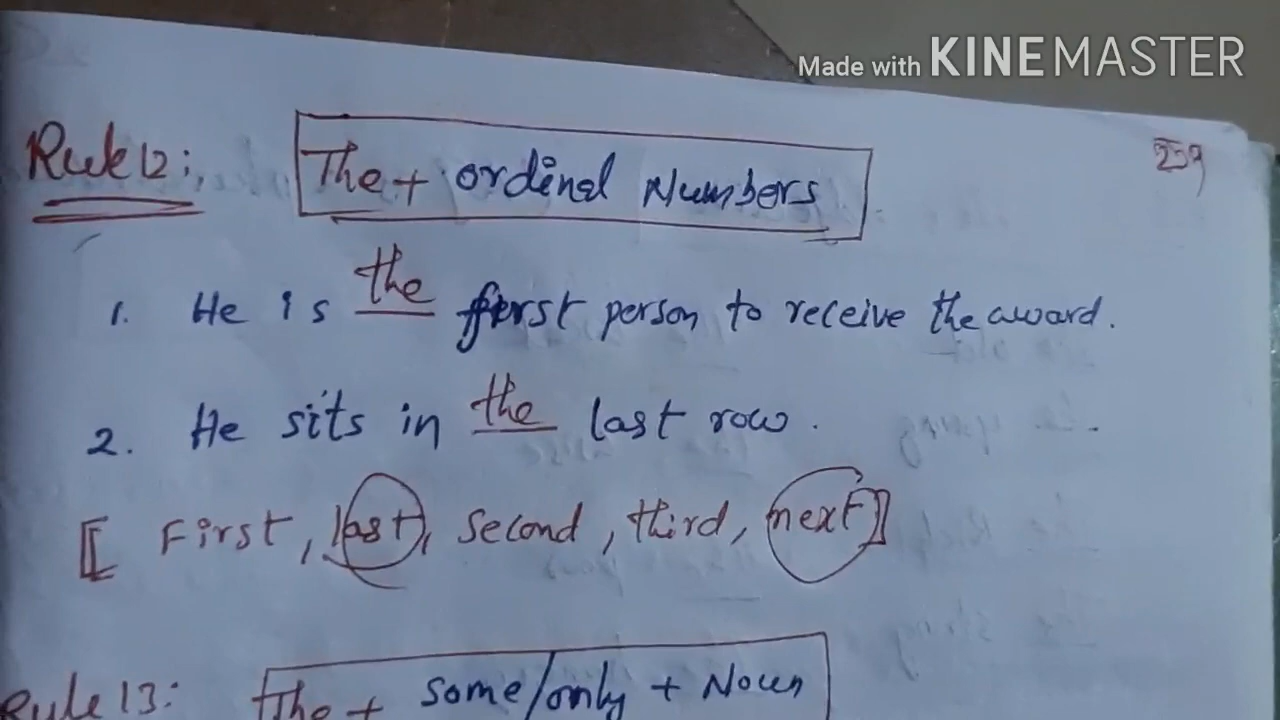 Made with KINEMASTER
259
Rule 12: The + ordinal Numbers
1. He is the first person to receive the award.
2. He sits in the last row.
[ First, last, second, third, next ]
Rule 13: The + some/only + Noun